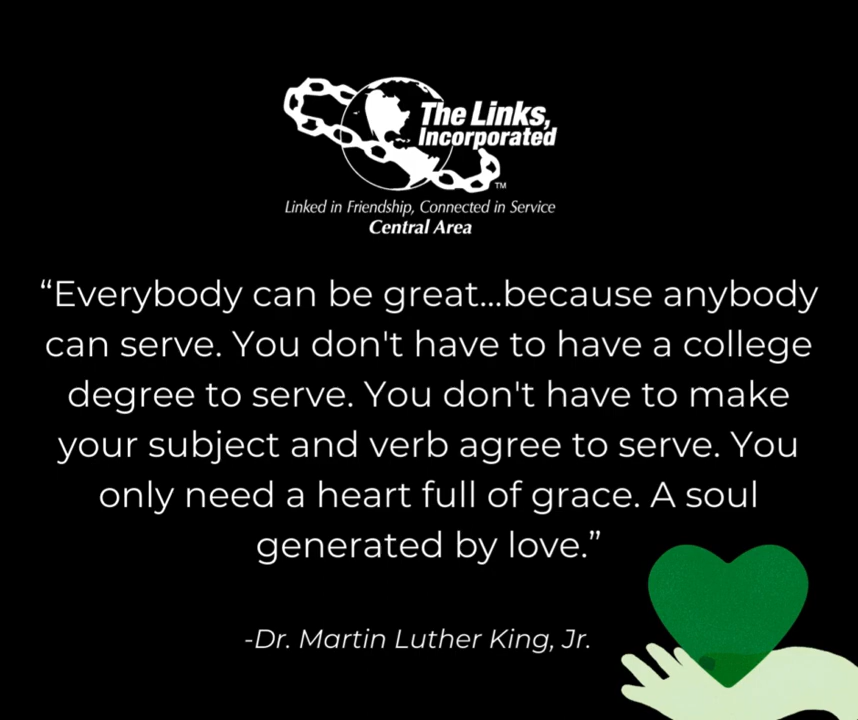 The Links,
Incorporated
TM
Linked in Friendship, Connected in Service
Central Area
“Everybody can be great...because anybody
can serve. You don't have to have a college
degree to serve. You don't have to make
your subject and verb agree to serve. You
only need a heart full of grace. A soul
generated by love.”
-Dr. Martin Luther King, Jr.